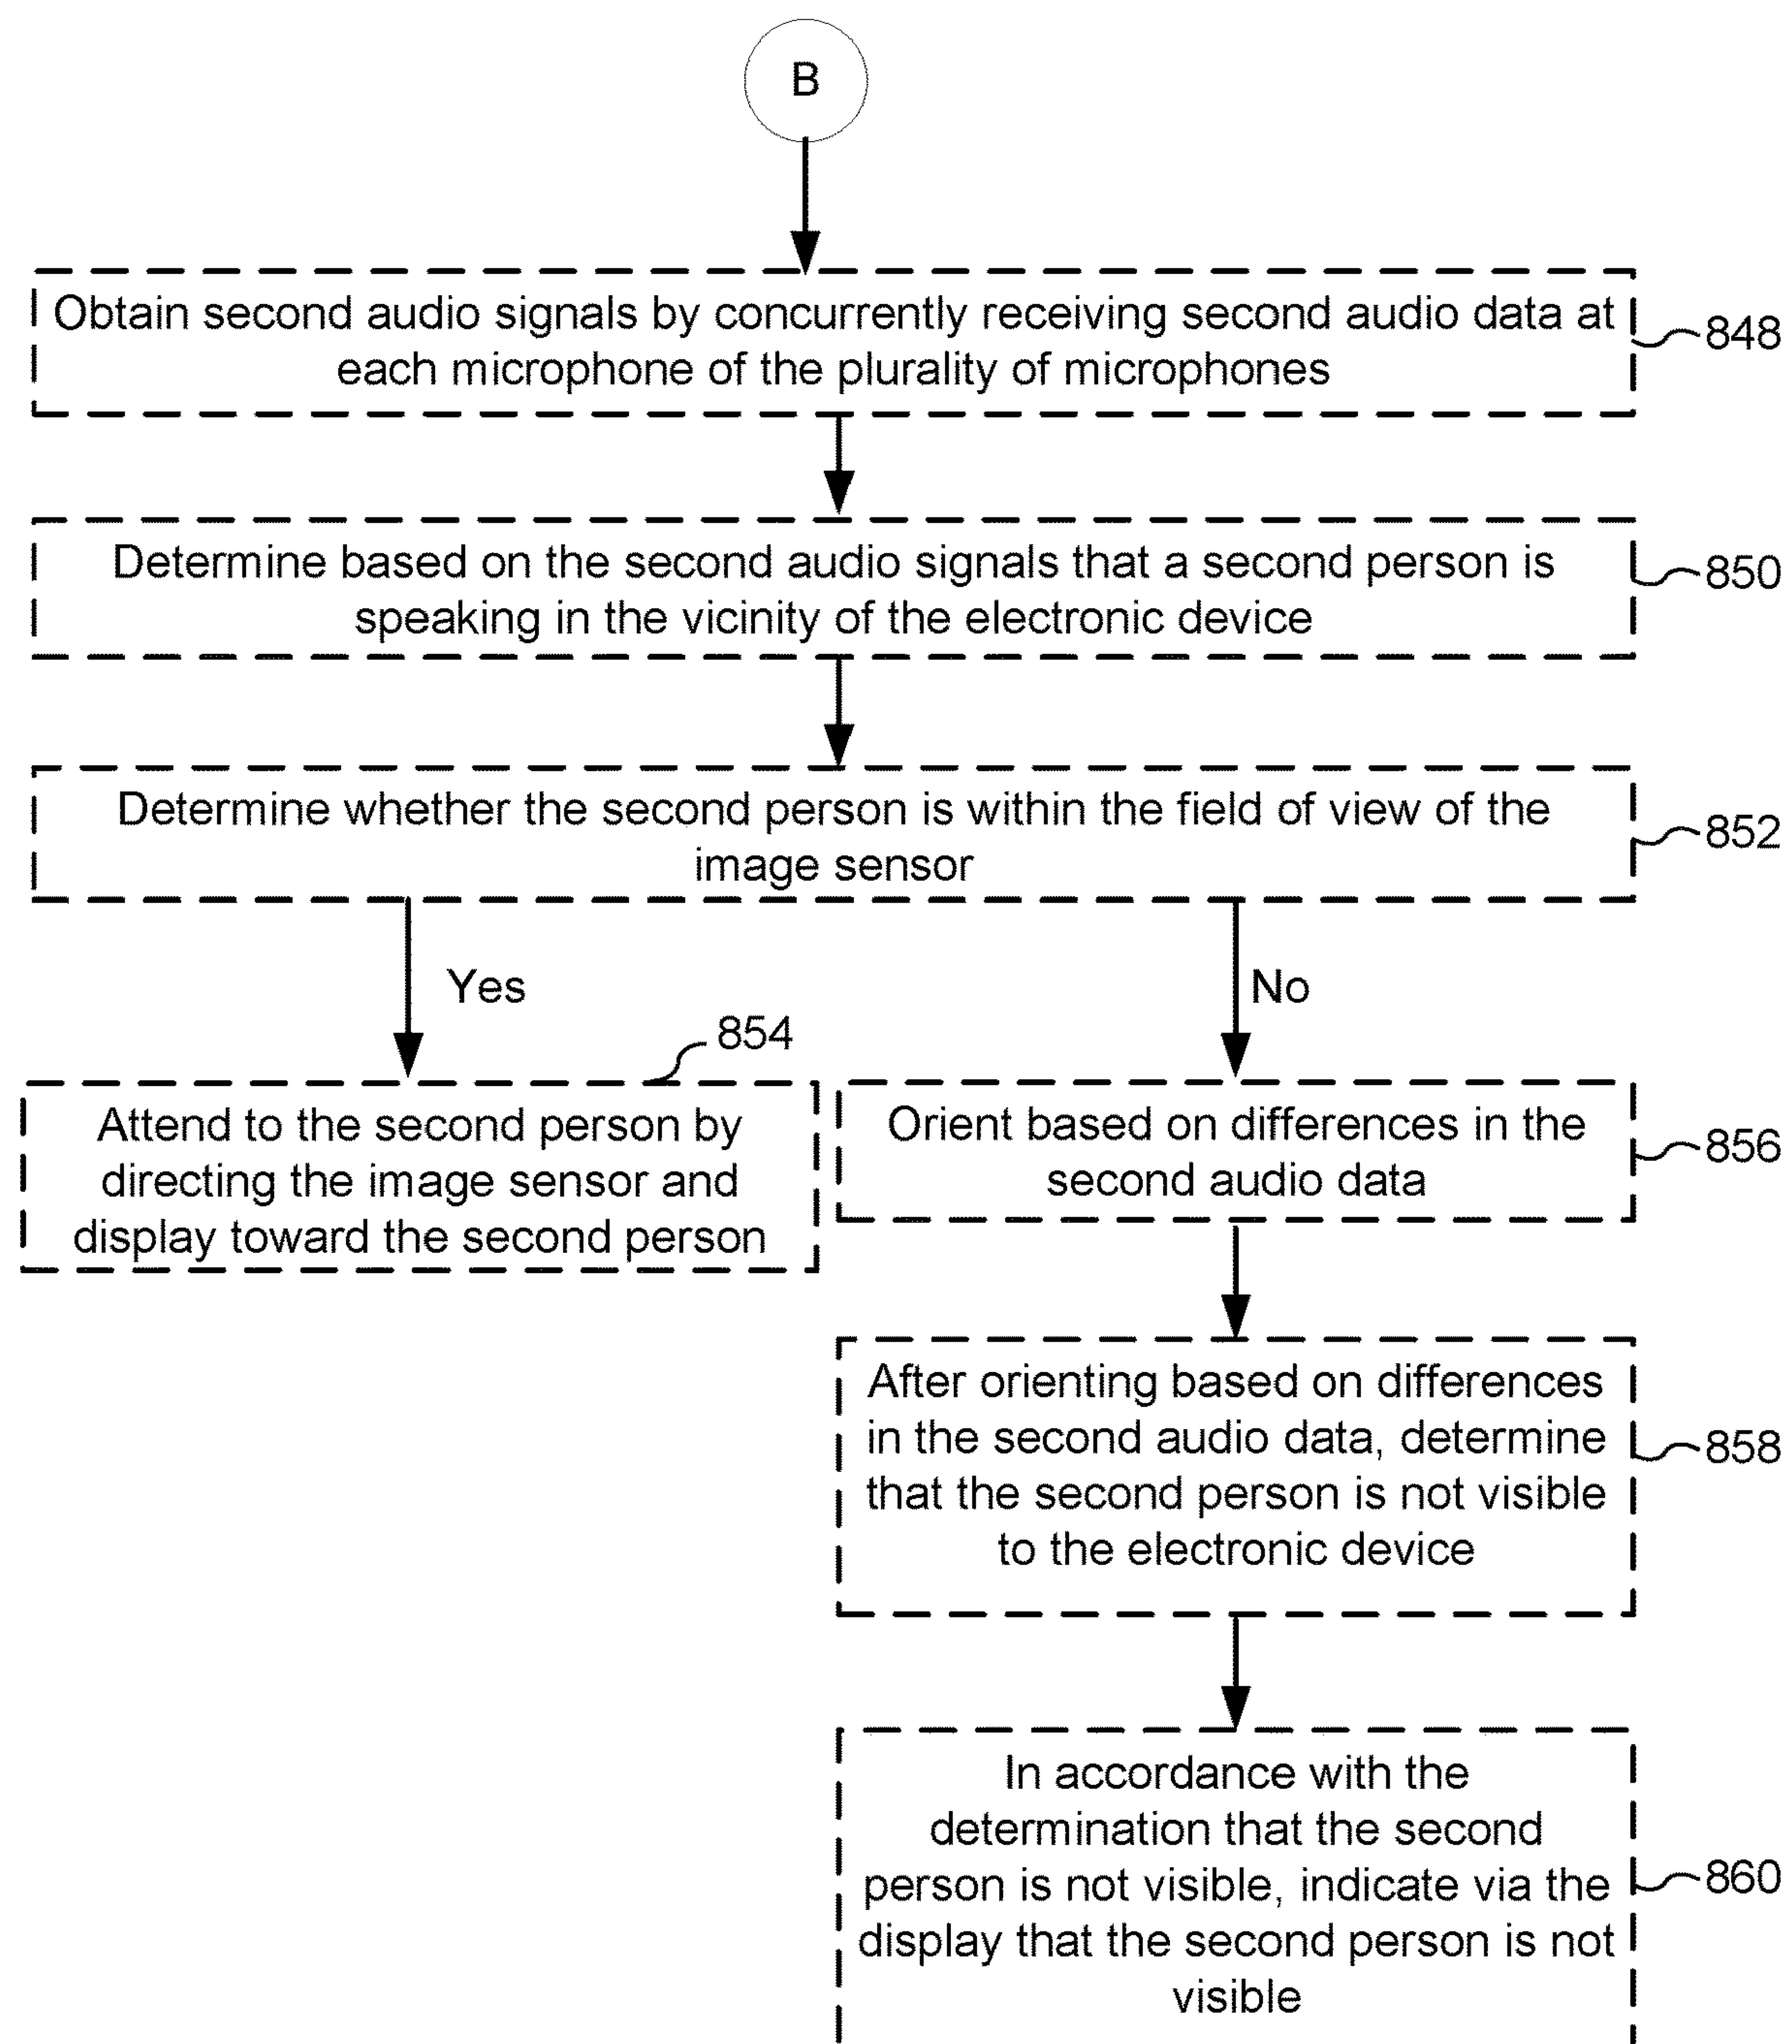 B
Obtain second audio signals by concurrently receiving second audio data at
each microphone of the plurality of microphones
848
Determine based on the second audio signals that a second person is
speaking in the vicinity of the electronic device
850
Determine whether the second person is within the field of view of the
image sensor
852
Yes
No
854
Attend to the second person by
directing the image sensor and
display toward the second person
Orient based on differences in the
second audio data
856
After orienting based on differences
in the second audio data, determine
that the second person is not visible
to the electronic device
858
In accordance with the
determination that the second
person is not visible, indicate via the
display that the second person is not
visible
860